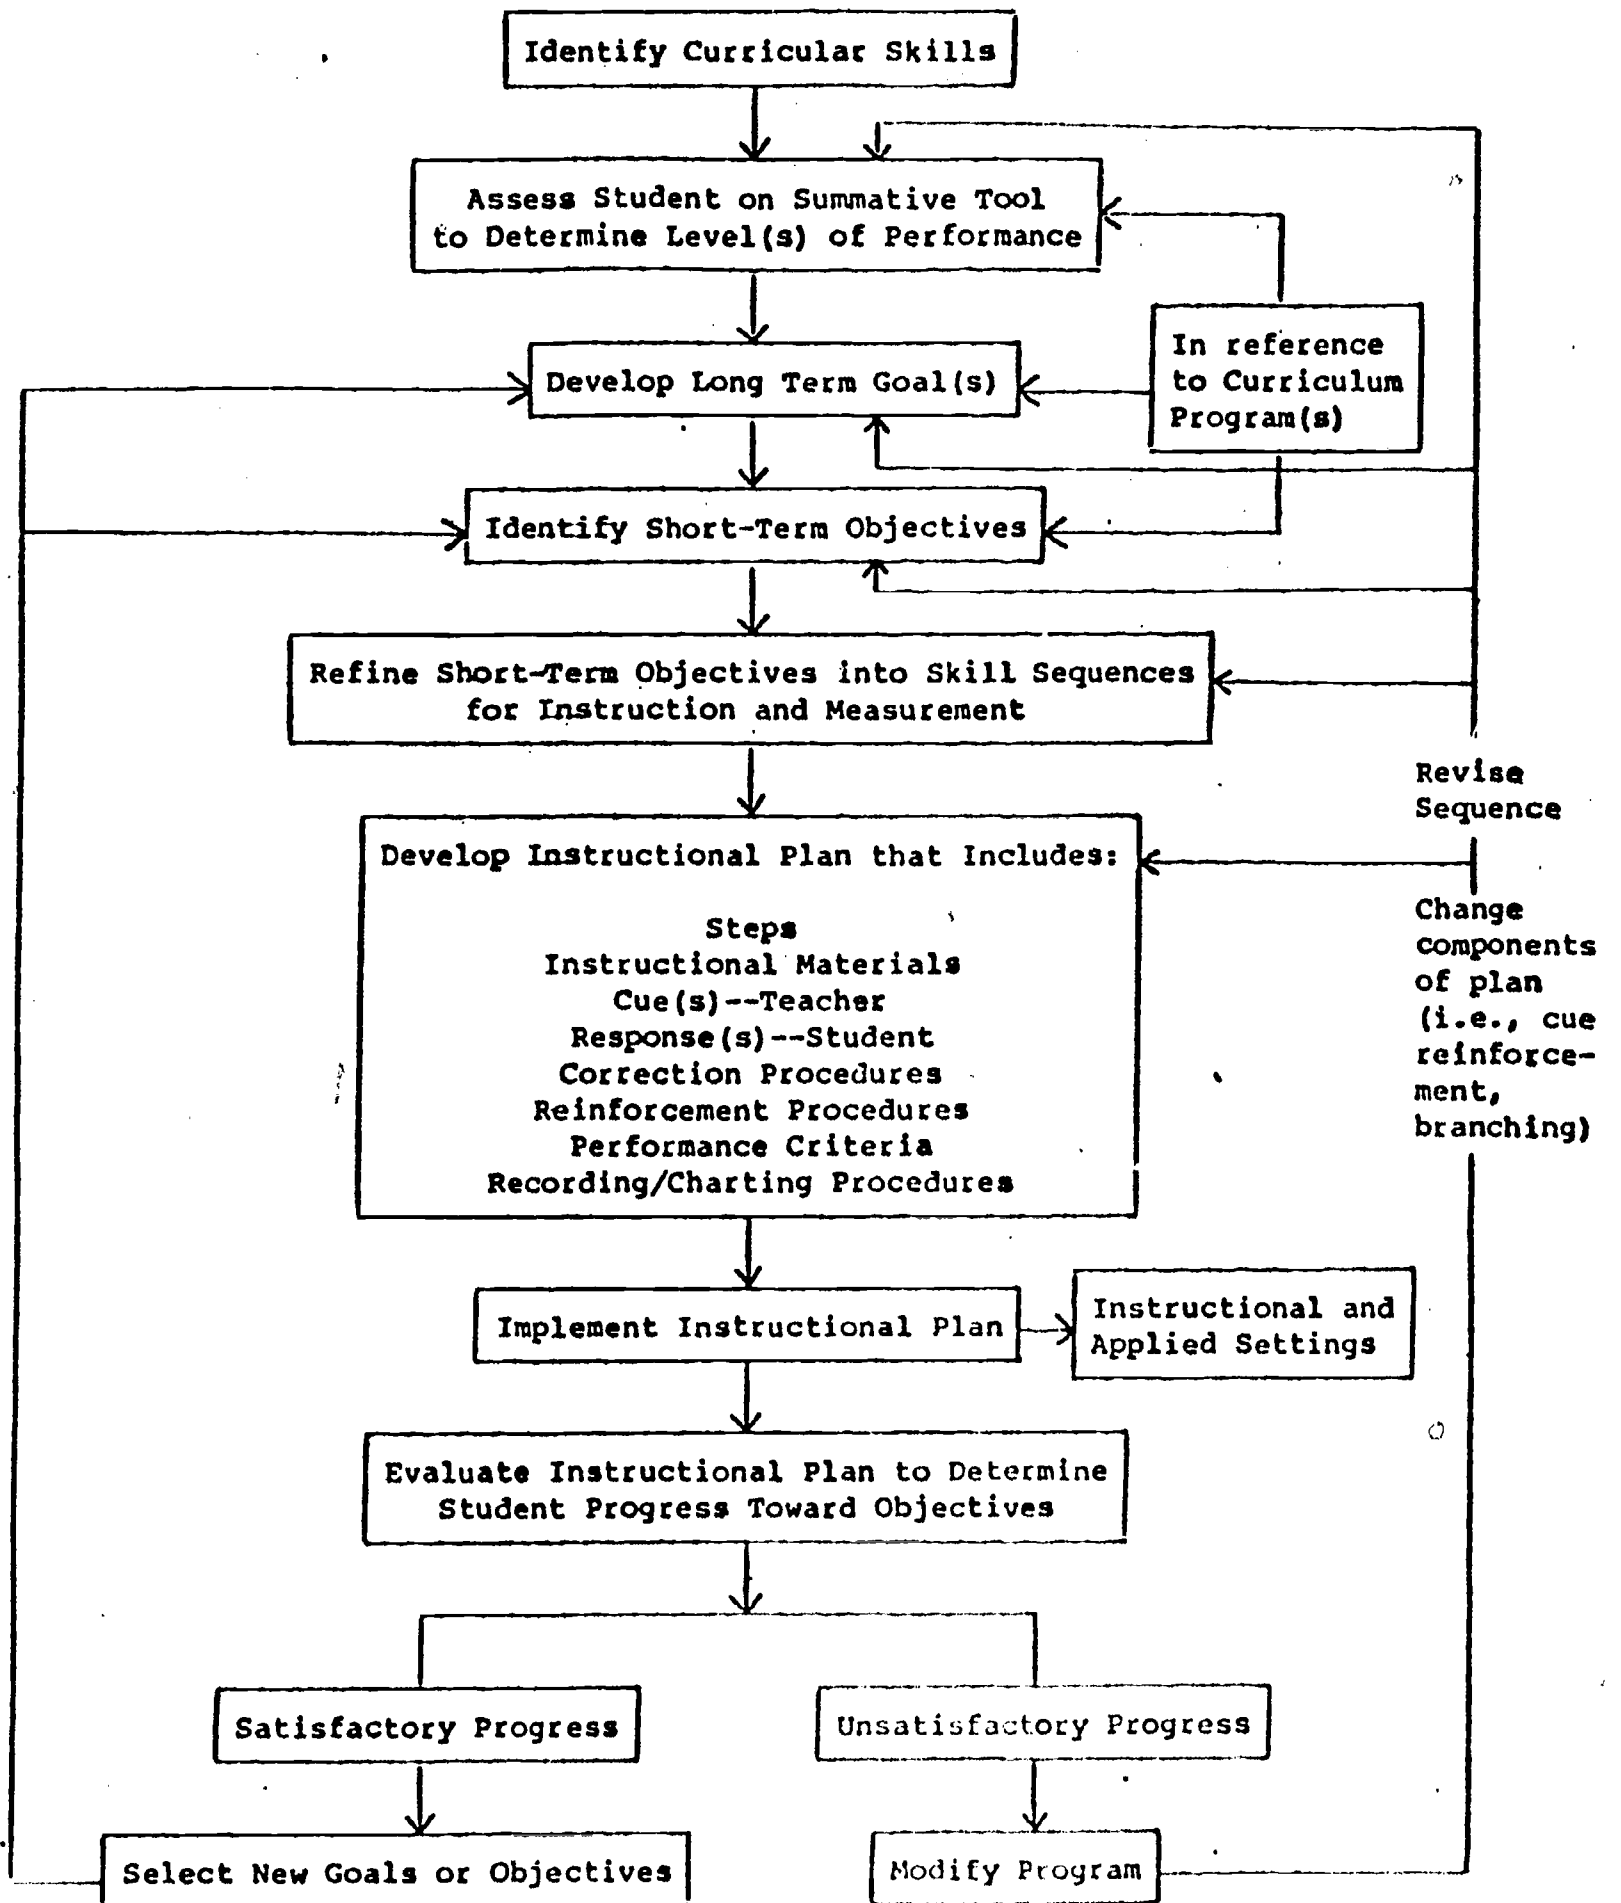 Identify Curricular Skills
Assess Student on Summative Tool
to Determine Level(s) of Performance
In reference
to Curriculum
Program(s)
Develop Long Term Goal(s)
Identify Short-Term Objectives
Refine Short-Term Objectives into Skill Sequences
for Instruction and Measurement
Revise
Sequence
Develop Instructional Plan that Includes:
Steps
Instructional Materials
Cue(s)--Teacher
Response(s)--Student
Correction Procedures
Reinforcement Procedures
Performance Criteria
Recording/Charting Procedures
Change
components
of plan
(i.e., cue
reinforce-
ment,
branching)
Implement Instructional Plan
Instructional and
Applied Settings
Evaluate Instructional Plan to Determine
Student Progress Toward Objectives
Satisfactory Progress
Unsatisfactory Progress
Select New Goals or Objectives
Modify Program